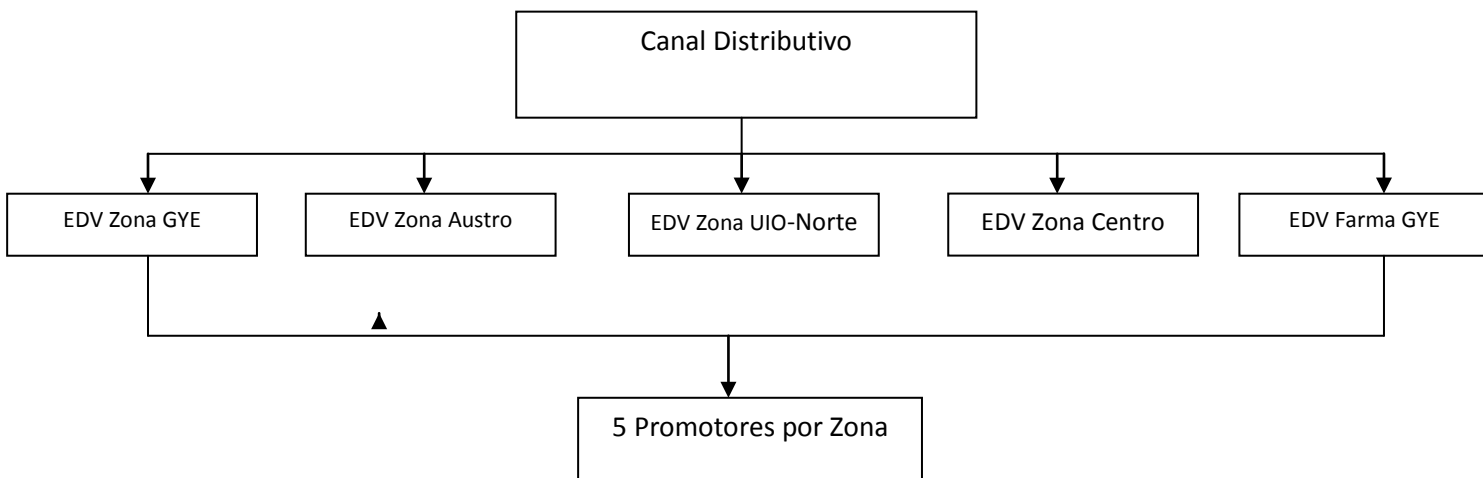 Canal Distributivo
EDV Zona GYE
EDV Zona Austro
EDV Zona UIO-Norte
EDV Zona Centro
EDV Farma GYE
5 Promotores por Zona